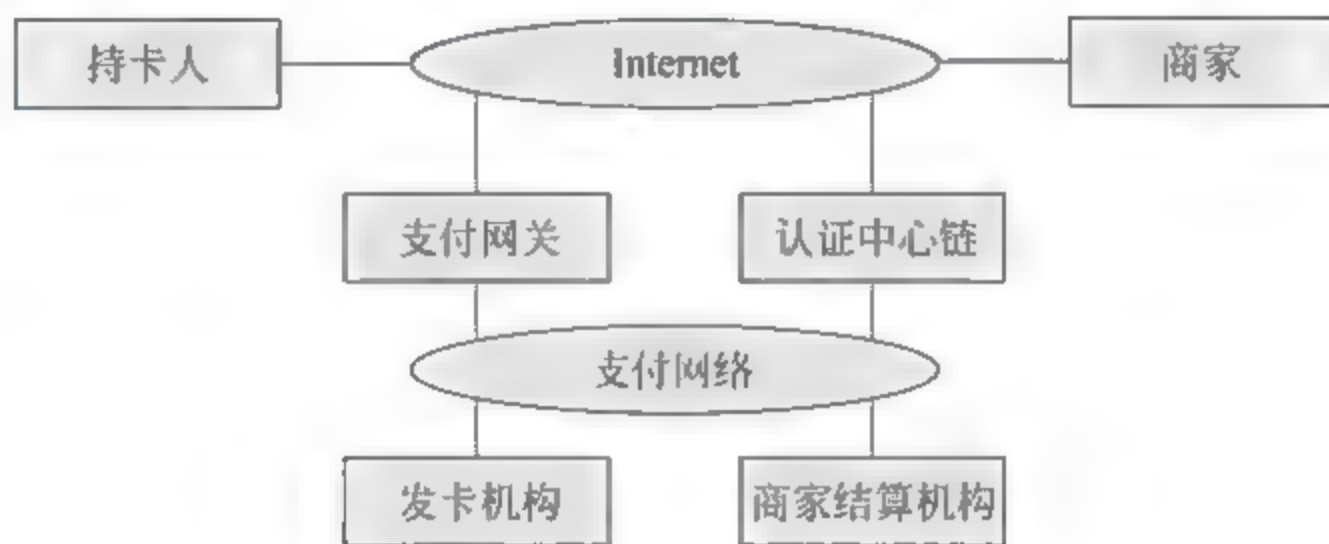 持卡人
Internet
商家
支付网关
认证中心链
支付网络
发卡机构
商家结算机构